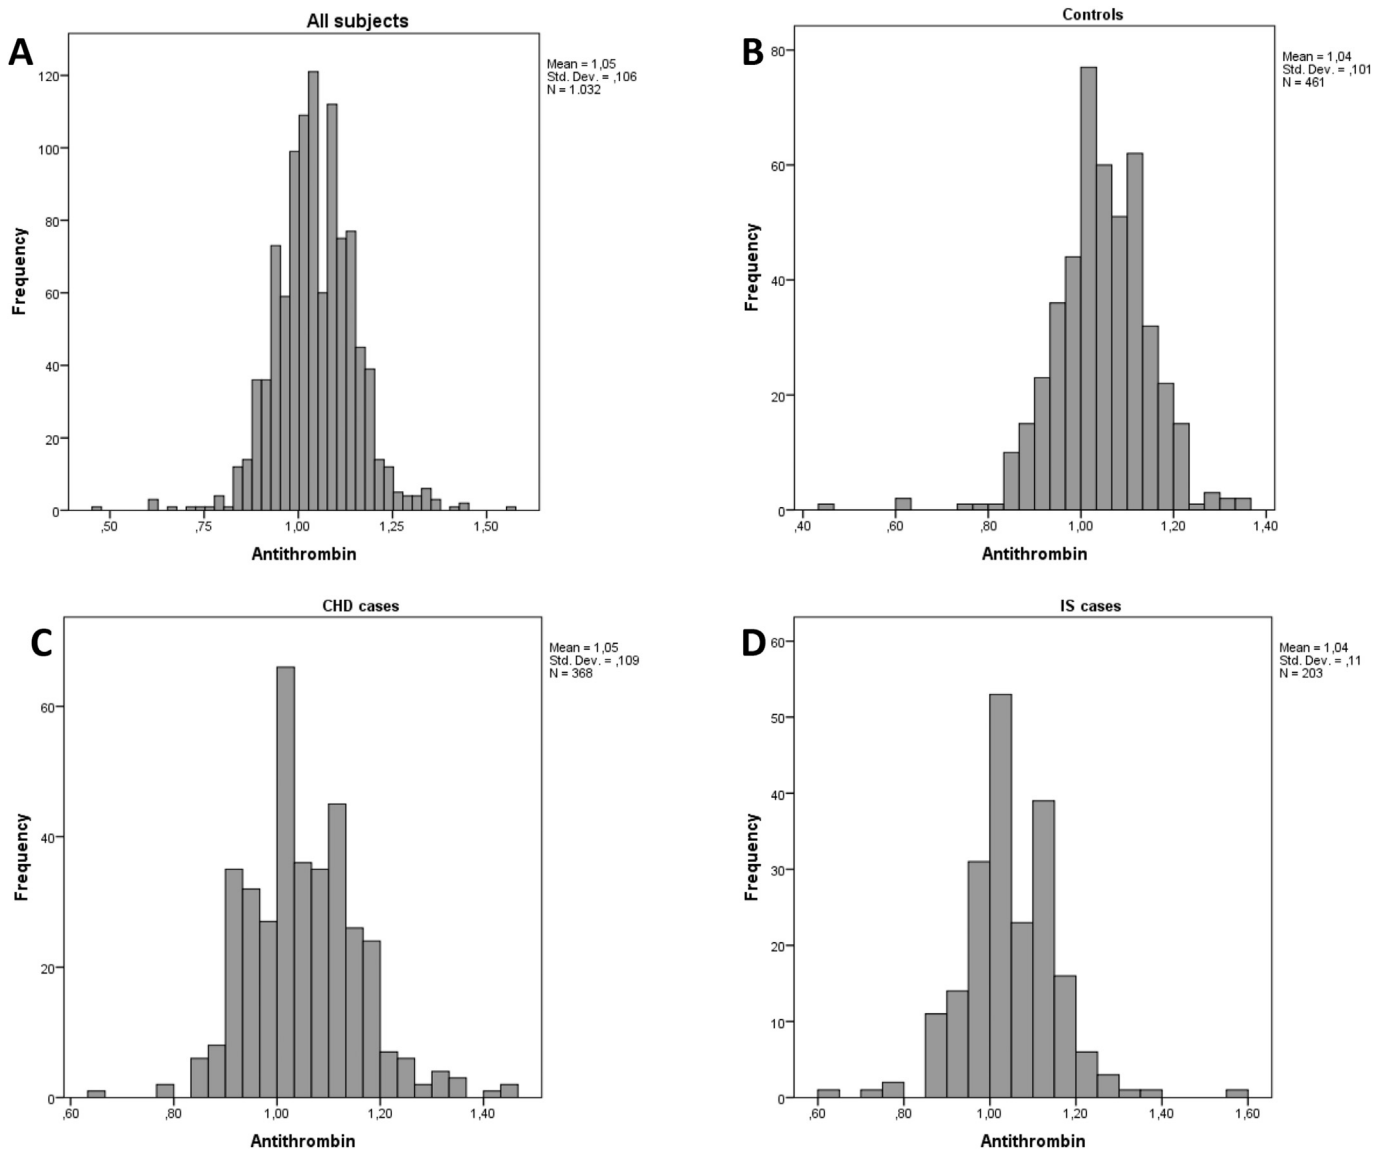 A
All subjects
Mean = 1,05
Std. Dev. = ,106
N = 1.032
Frequency
120
100
80
60
40
20
0
,50
,75
1,00
1,25
1,50
Antithrombin
B
Controls
Mean = 1,04
Std. Dev. = ,101
N = 461
Frequency
80
60
40
20
0
,40
,60
,80
1,00
1,20
1,40
Antithrombin
C
CHD cases
Mean = 1,05
Std. Dev. = ,109
N = 368
Frequency
60
40
20
0
,60
,80
1,00
1,20
1,40
Antithrombin
D
IS cases
Mean = 1,04
Std. Dev. = ,11
N = 203
Frequency
60
50
40
30
20
10
0
,60
,80
1,00
1,20
1,40
1,60
Antithrombin